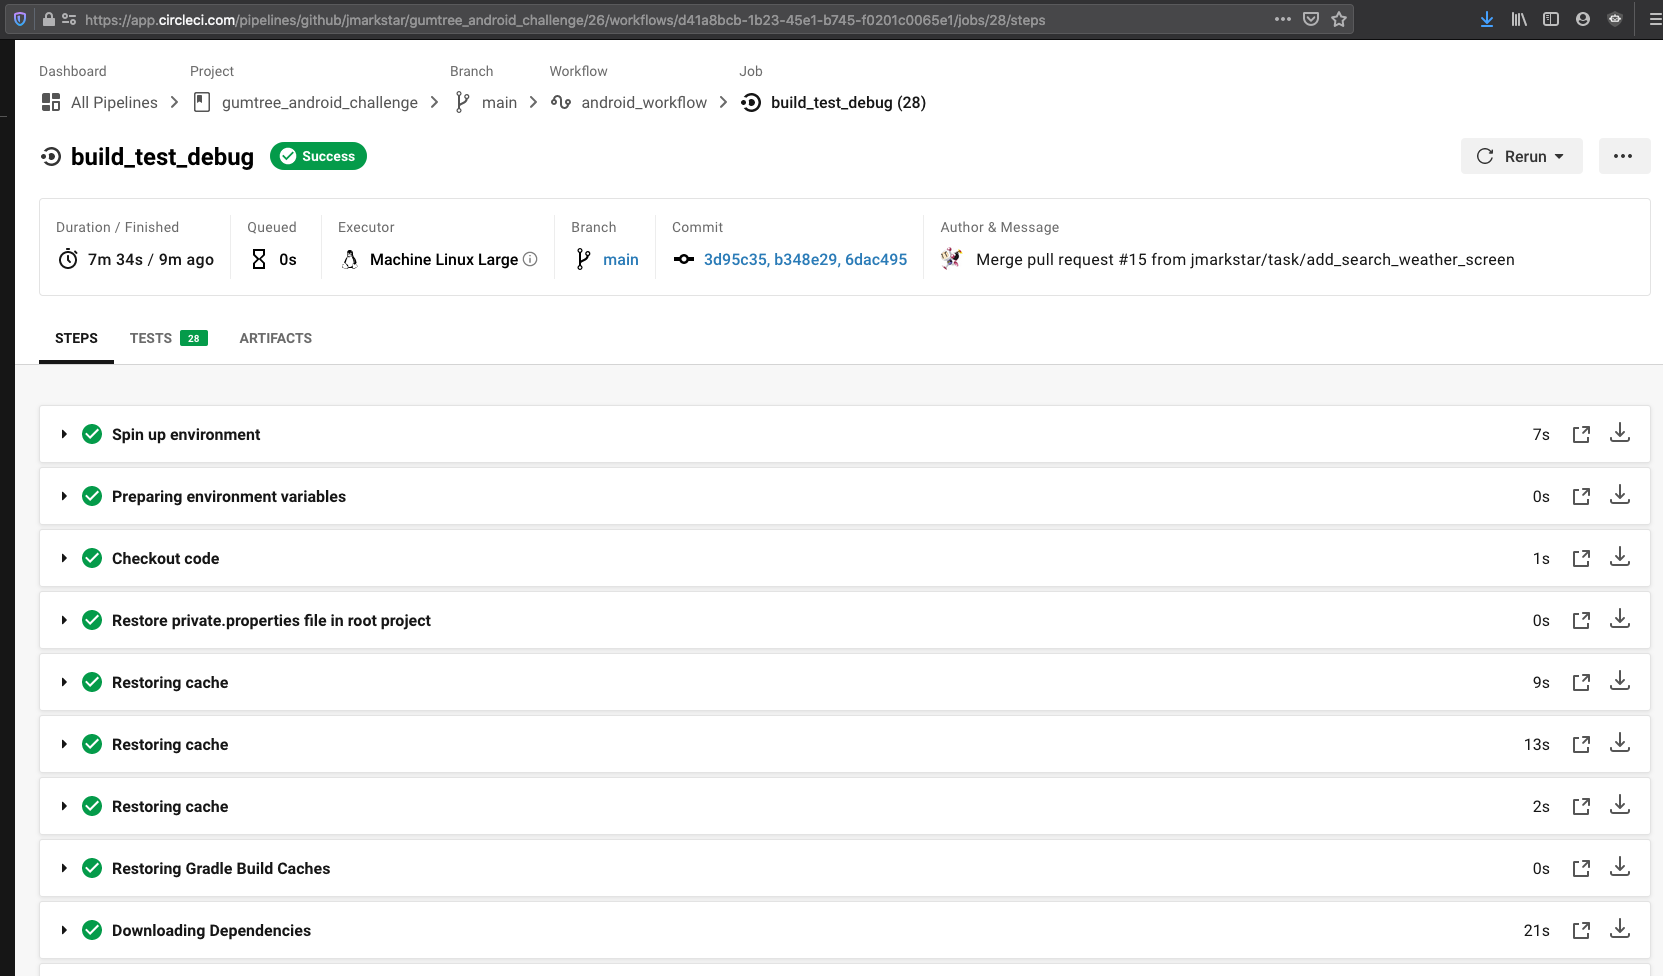 https://app.circleci.com/pipelines/github/jmarkstar/gumtree_android_challenge/26/workflows/d41a8bcb-1b23-45e1-b745-f0201c0065e1/jobs/28/steps
Dashboard Project Branch Workflow Job
All Pipelines gumtree_android_challenge main android_workflow build_test_debug (28)
build_test_debug Success Rerun
Duration / Finished Queued Executor Branch Commit Author & Message
7m 34s / 9m ago 0s Machine Linux Large main 3d95c35, b348e29, 6dac495 Merge pull request #15 from jmarkstar/task/add_search_weather_screen
STEPS TESTS 28 ARTIFACTS
Spin up environment 7s
Preparing environment variables 0s
Checkout code 1s
Restore private.properties file in root project 0s
Restoring cache 9s
Restoring cache 13s
Restoring cache 2s
Restoring Gradle Build Caches 0s
Downloading Dependencies 21s